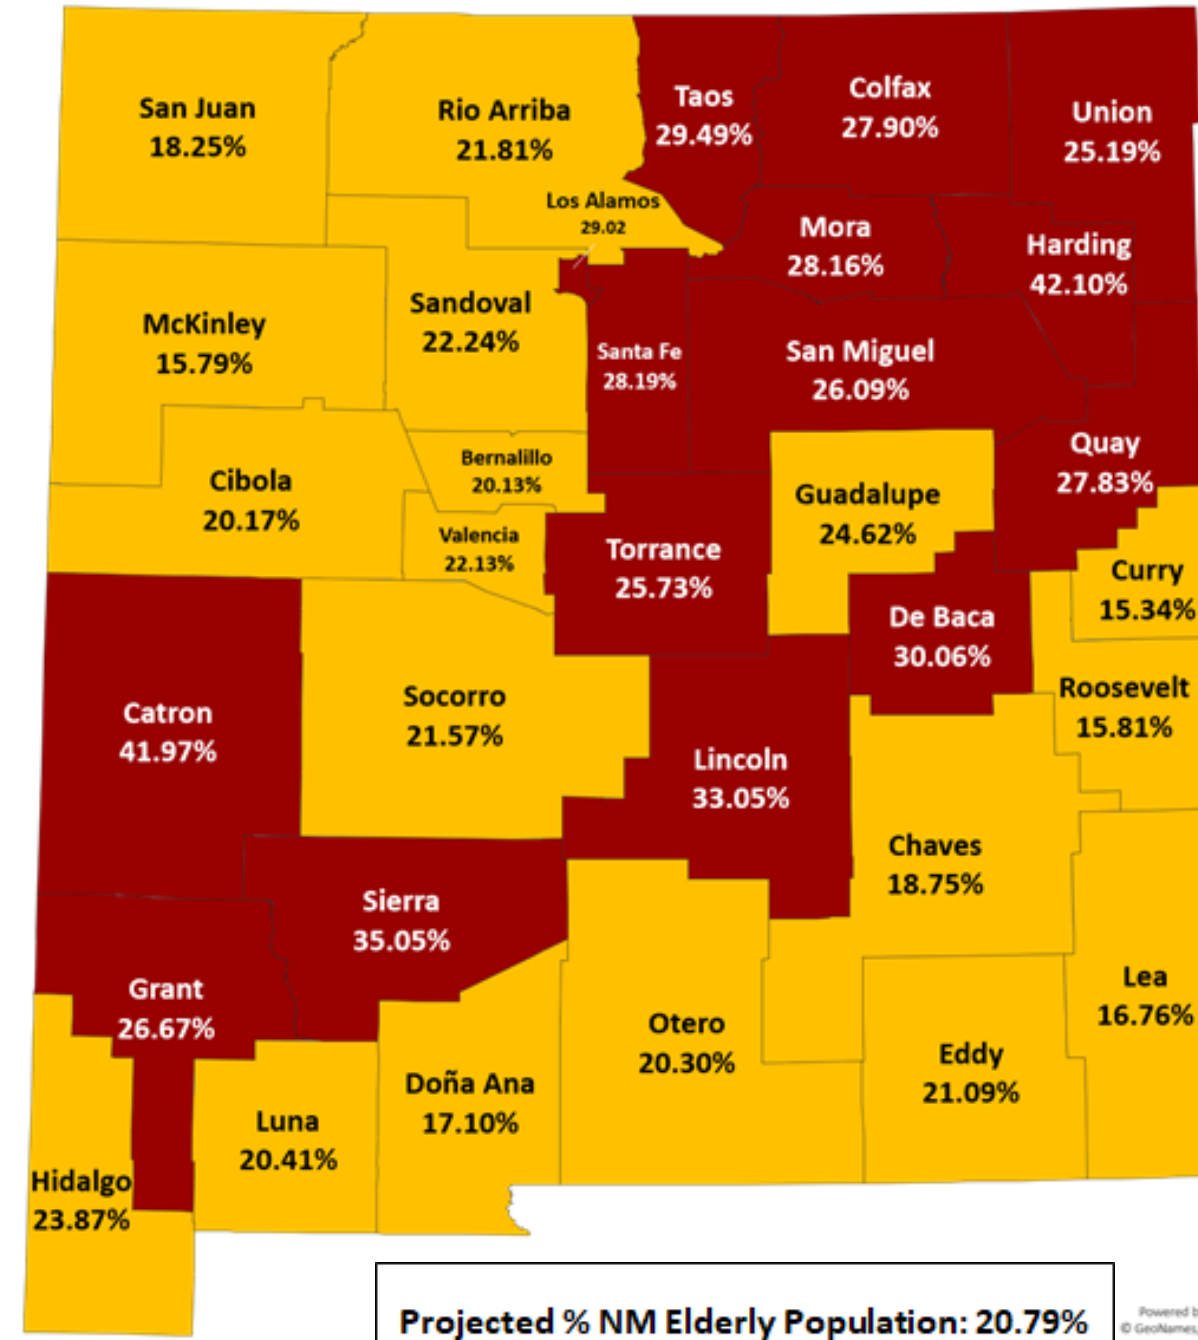 San Juan
18.25%
Rio Arriba
21.81%
Taos
29.49%
Colfax
27.90%
Union
25.19%
Los Alamos
29.02
Mora
28.16%
Harding
42.10%
McKinley
15.79%
Sandoval
22.24%
Santa Fe
28.19%
San Miguel
26.09%
Quay
27.83%
Cibola
20.17%
Bernalillo
20.13%
Valencia
22.13%
Torrance
25.73%
Guadalupe
24.62%
Curry
15.34%
De Baca
30.06%
Roosevelt
15.81%
Catron
41.97%
Socorro
21.57%
Lincoln
33.05%
Chaves
18.75%
Sierra
35.05%
Grant
26.67%
Lea
16.76%
Otero
20.30%
Eddy
21.09%
Doña Ana
17.10%
Luna
20.41%
Hidalgo
23.87%
Projected % NM Elderly Population: 20.79%
Powered b
© GeoNames,